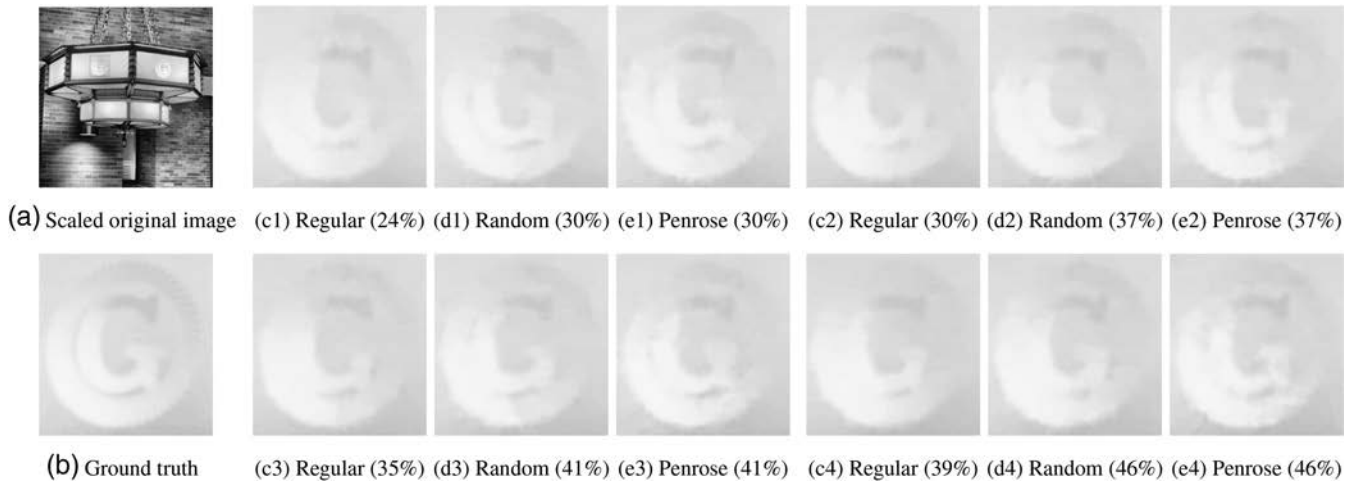 (a) Scaled original image (c1) Regular (24%) (d1) Random (30%) (e1) Penrose (30%) (c2) Regular (30%) (d2) Random (37%) (e2) Penrose (37%)
G G G G G G
G G G G G G G
(b) Ground truth (c3) Regular (35%) (d3) Random (41%) (e3) Penrose (41%) (c4) Regular (39%) (d4) Random (46%) (e4) Penrose (46%)